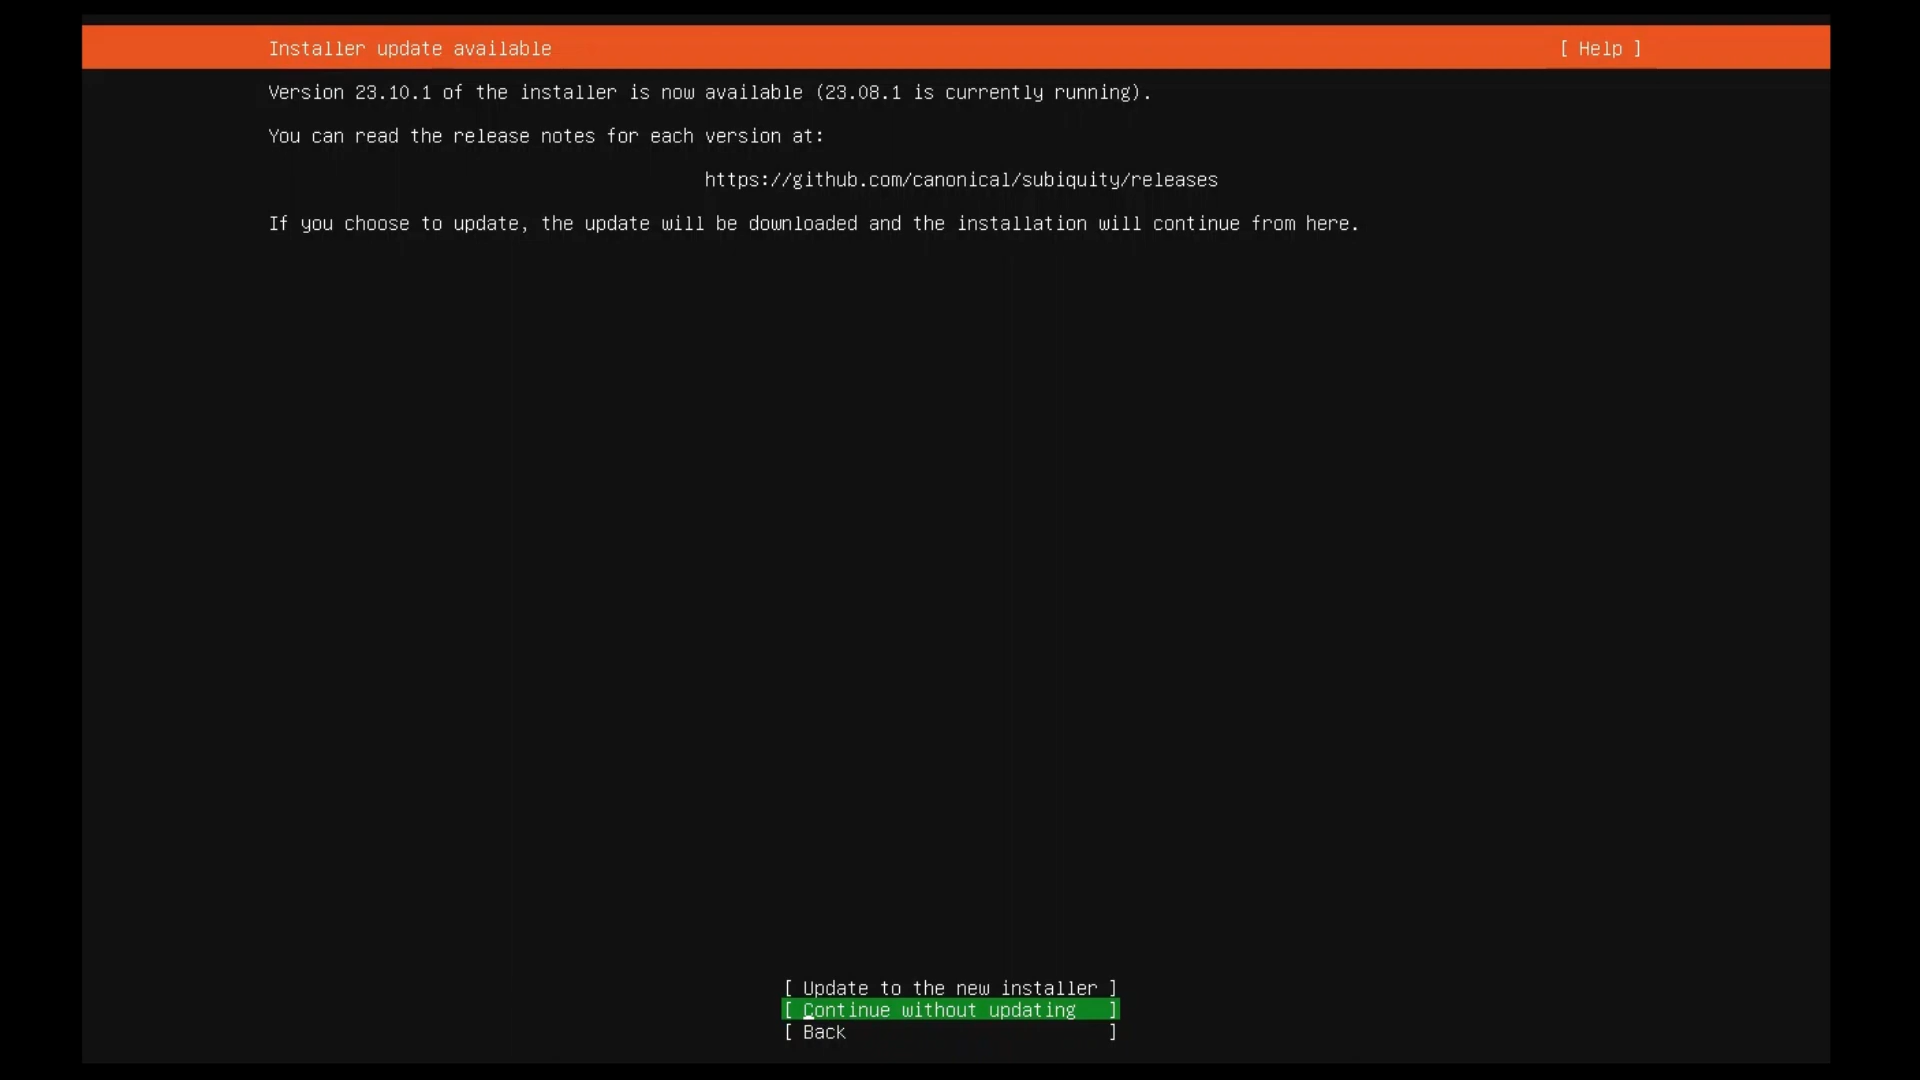 Installer update available
[ Help ]
Version 23.10.1 of the installer is now available (23.08.1 is currently running).
You can read the release notes for each version at:
https://github.com/canonical/subiquity/releases
If you choose to update, the update will be downloaded and the installation will continue from here.
[ Update to the new installer ]
[ Continue without updating ]
[ Back ]